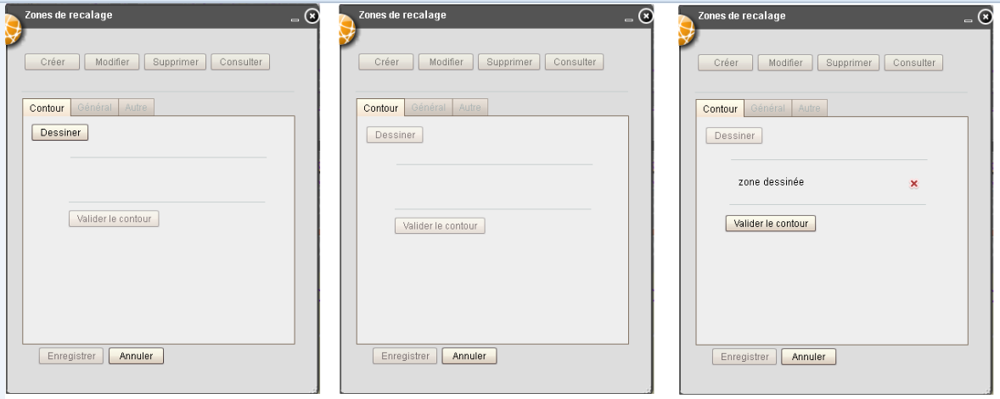 Zones de recalage
Créer Modifier Supprimer Consulter
Contour Général Autre
Dessiner
Valider le contour
Enregistrer Annuler
Zones de recalage
Créer Modifier Supprimer Consulter
Contour Général Autre
Dessiner
Valider le contour
Enregistrer Annuler
Zones de recalage
Créer Modifier Supprimer Consulter
Contour Général Autre
Dessiner
zone dessinée
Valider le contour
Enregistrer Annuler